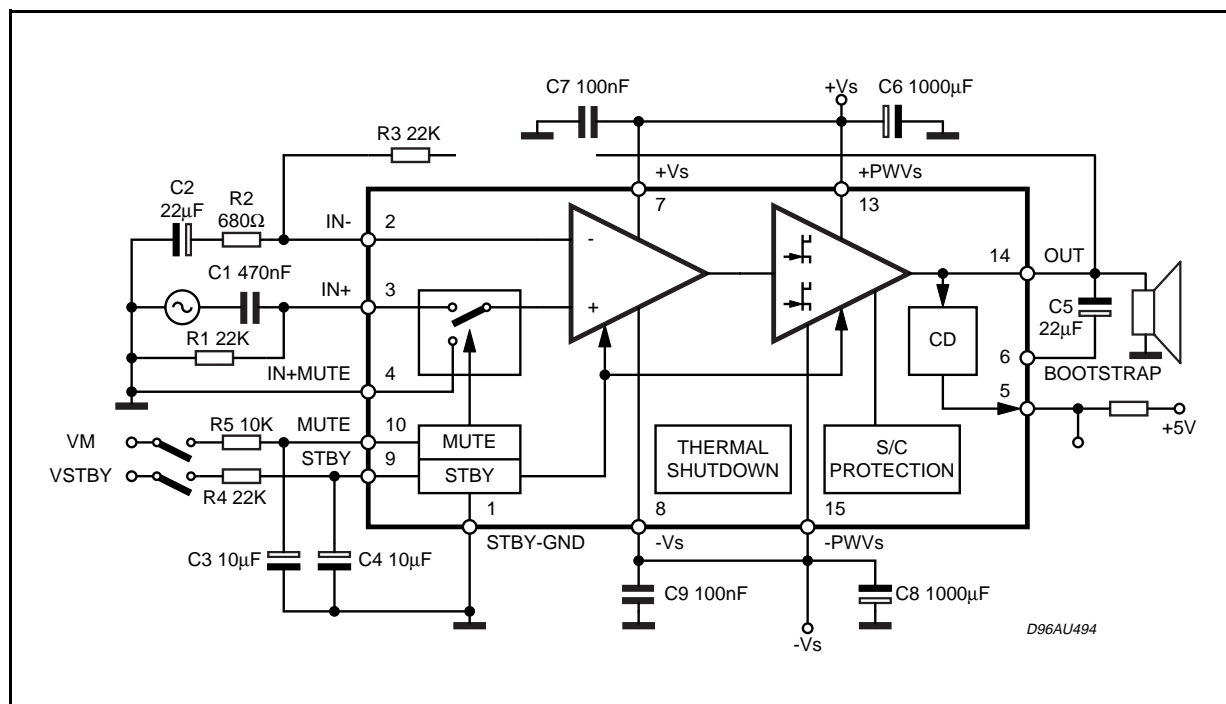 C7 100nF
+Vs
C6 1000µF
R3 22K
+Vs
+PWVs
C2
22µF
R2
680Ω
IN-
2
7
13
-
14
OUT
C1 470nF
IN+
3
+
C5
22µF
CD
R1 22K
6
IN+MUTE
4
BOOTSTRAP
5
+5V
VM
R5 10K
MUTE
10
MUTE
THERMAL
SHUTDOWN
S/C
PROTECTION
VSTBY
R4 22K
STBY
9
STBY
1
8
15
STBY-GND
-Vs
-PWVs
C3 10µF
C4 10µF
C9 100nF
C8 1000µF
-Vs
D96AU494